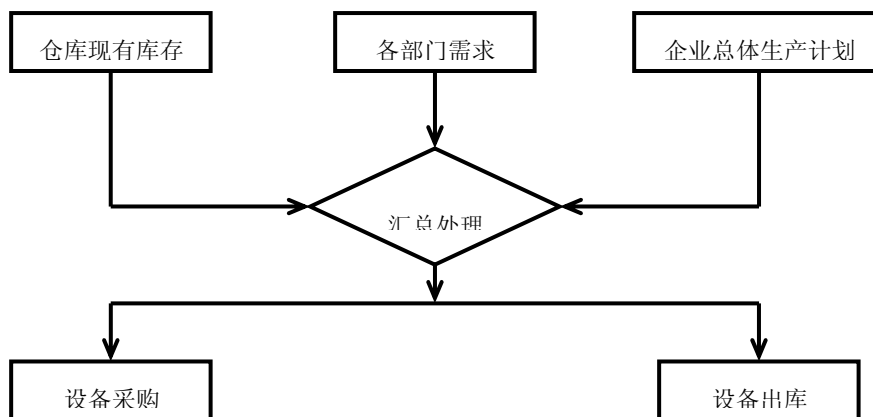 仓库现有库存
各部门需求
企业总体生产计划
汇总处理
设备采购
设备出库